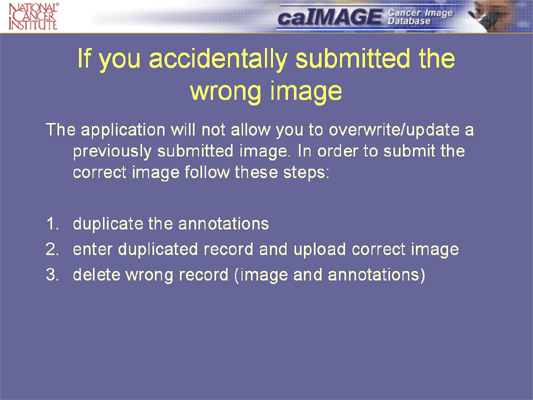 NATIONAL
CANCER
INSTITUTE
caIMAGE Cancer Image
Database
If you accidentally submitted the
wrong image
The application will not allow you to overwrite/update a
previously submitted image. In order to submit the
correct image follow these steps:
1. duplicate the annotations
2. enter duplicated record and upload correct image
3. delete wrong record (image and annotations)